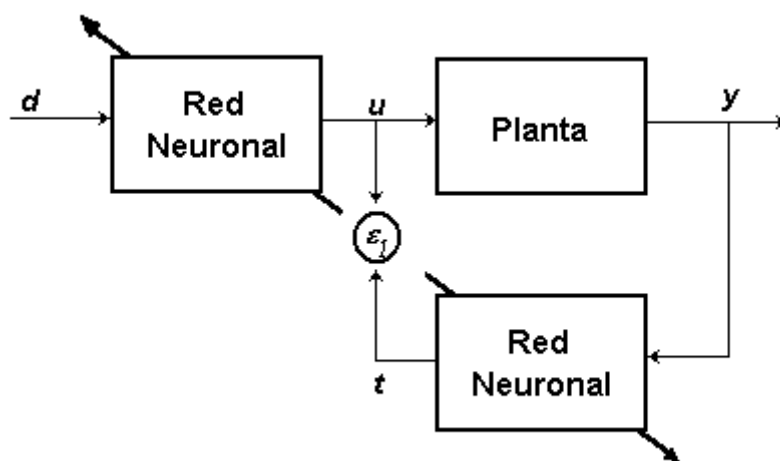 d
Red
Neuronal
u
Planta
y
ε₁
Red
Neuronal
t